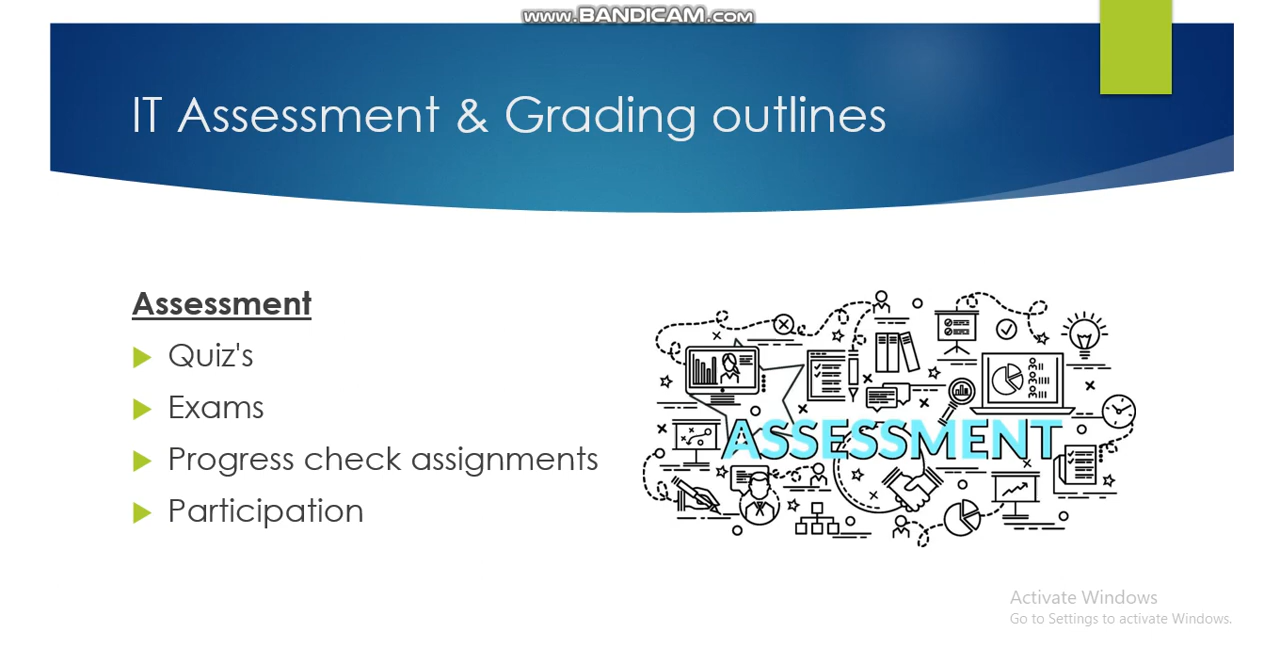 www.BANDICAM.com
IT Assessment & Grading outlines
Assessment
Quiz's
Exams
Progress check assignments
Participation
ASSESSMENT
Activate Windows
Go to Settings to activate Windows.